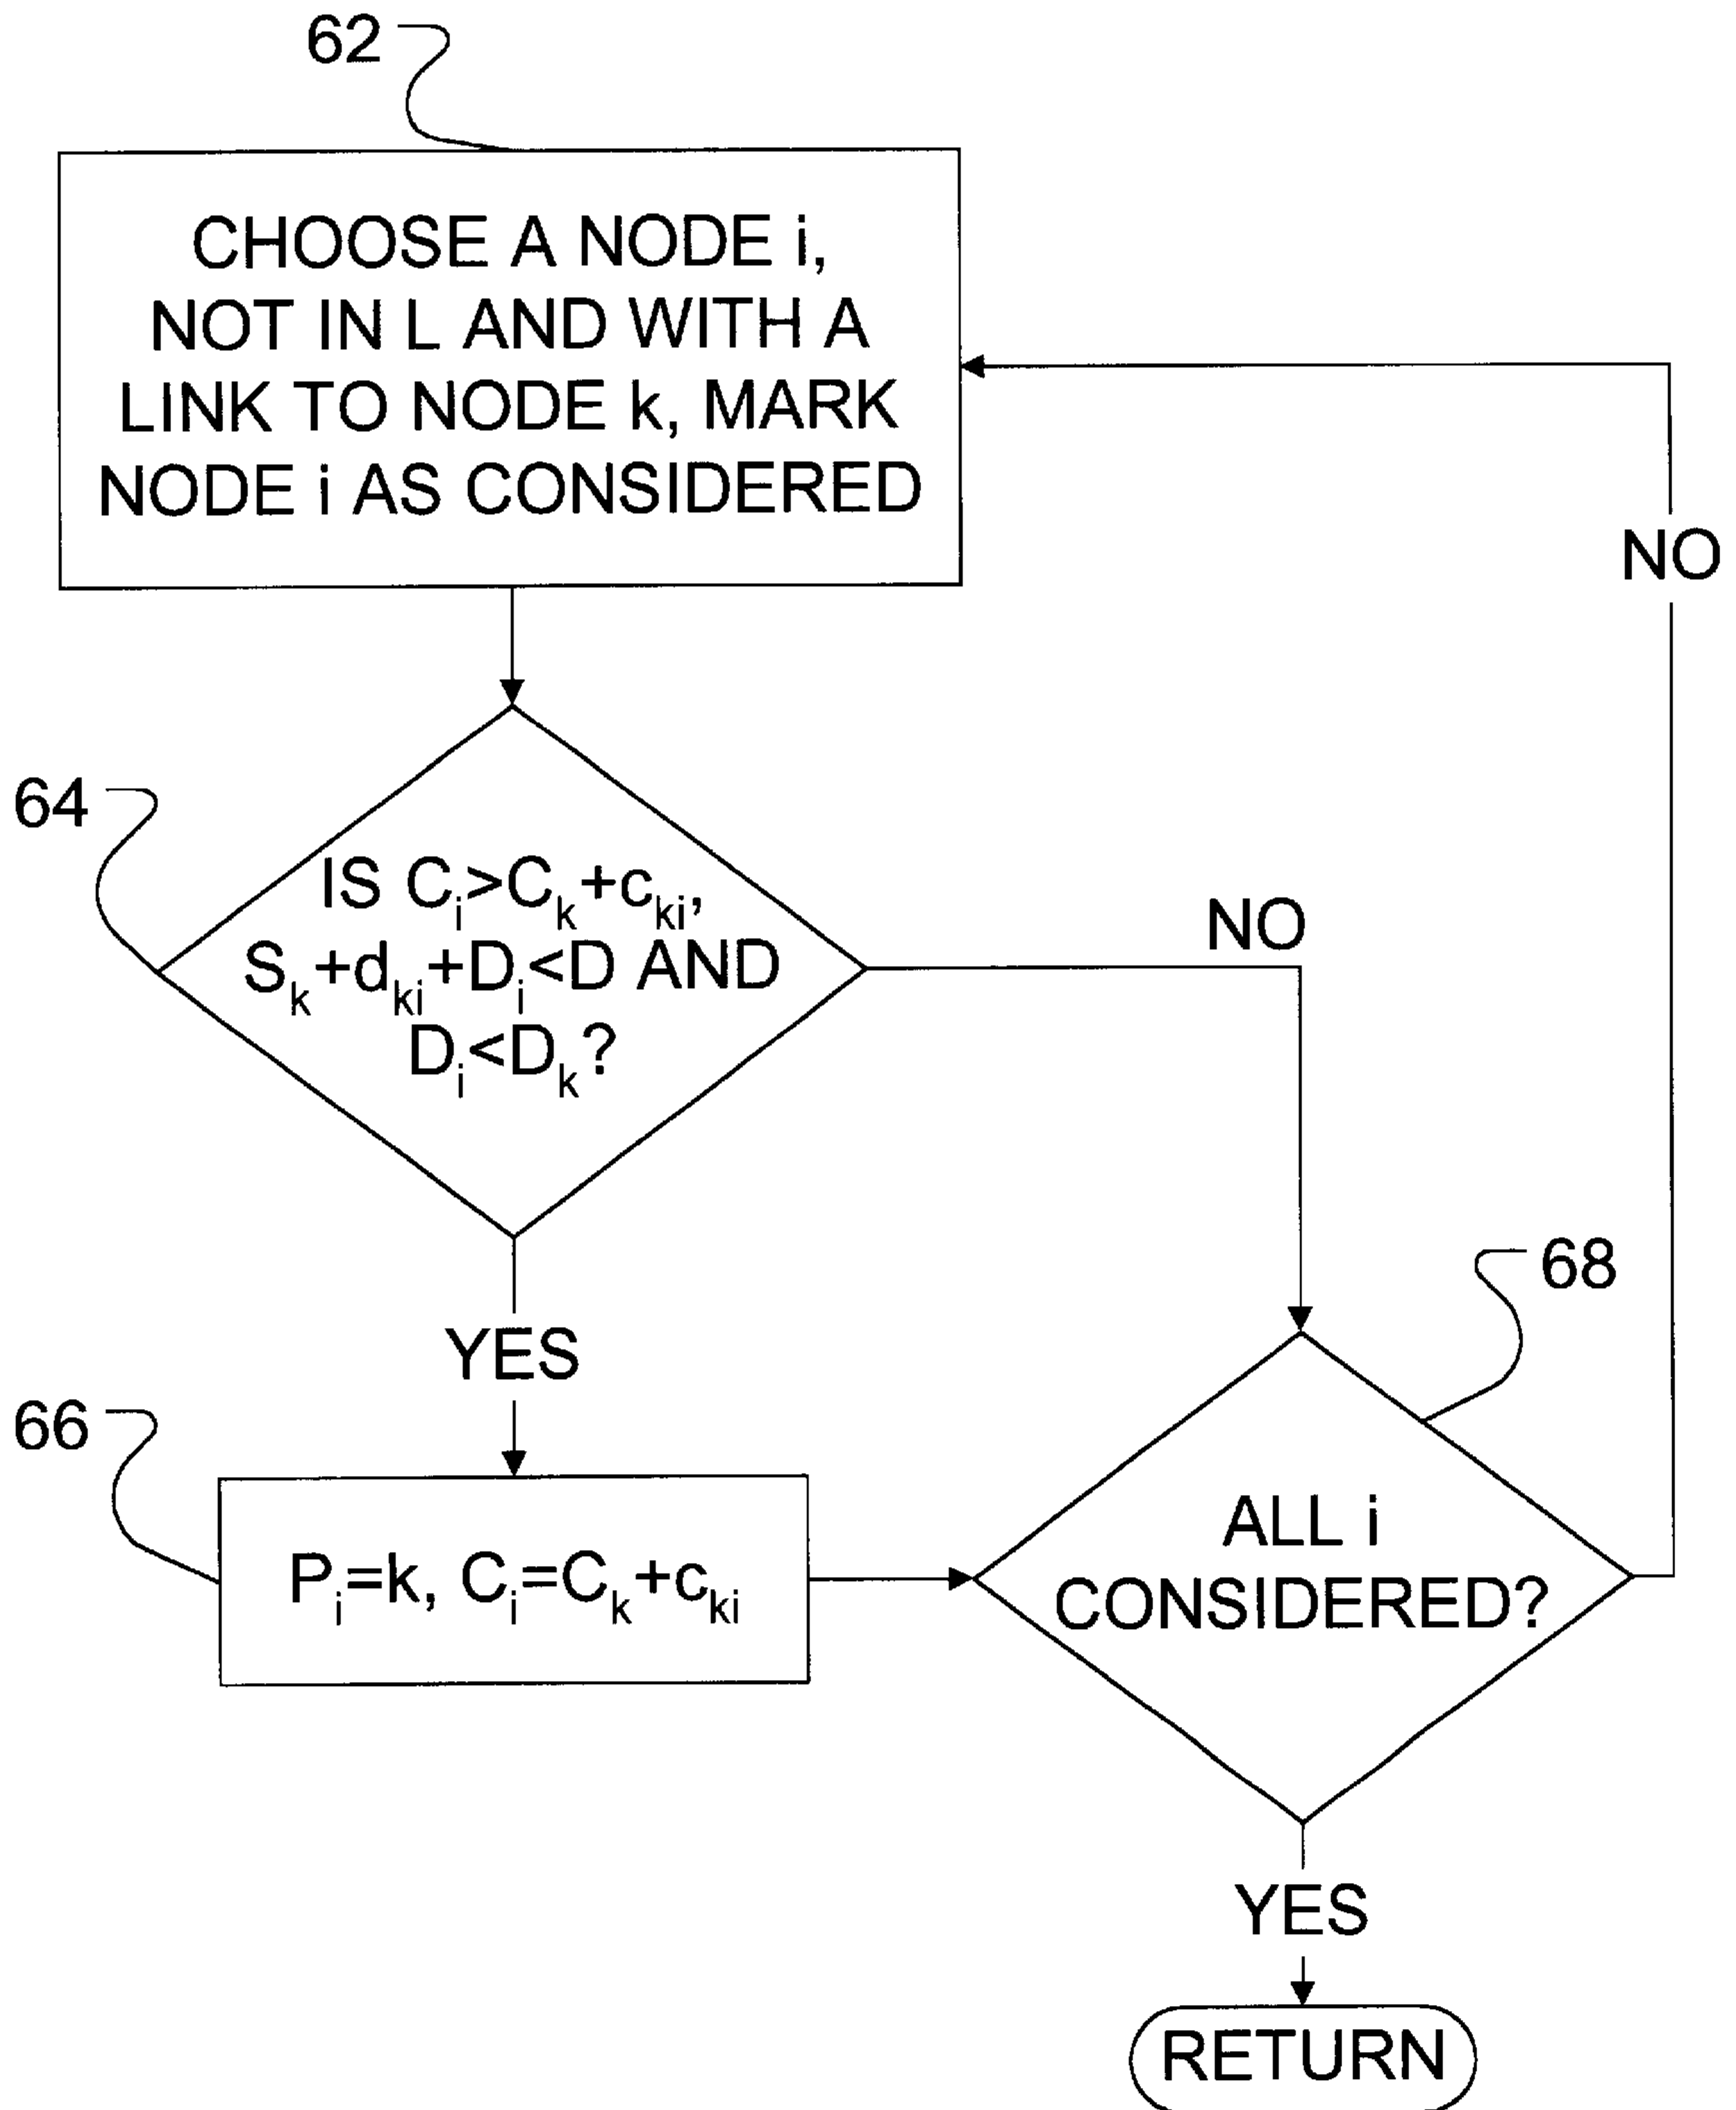 62
CHOOSE A NODE i,
NOT IN L AND WITH A
LINK TO NODE k, MARK
NODE i AS CONSIDERED
NO
64
IS Cᵢ>Cₖ+cₖᵢ,
Sₖ+dₖᵢ+Dᵢ<D AND
Dᵢ<Dₖ?
NO
YES
68
66
Pᵢ=k, Cᵢ=Cₖ+cₖᵢ
ALL i
CONSIDERED?
YES
RETURN